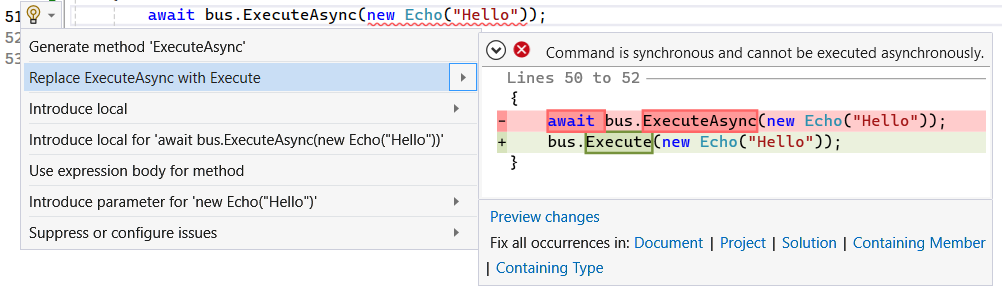 51 await bus.ExecuteAsync(new Echo("Hello"));
52
53
Generate method 'ExecuteAsync'
Replace ExecuteAsync with Execute
Introduce local
Introduce local for 'await bus.ExecuteAsync(new Echo("Hello"))'
Use expression body for method
Introduce parameter for 'new Echo("Hello")'
Suppress or configure issues
Command is synchronous and cannot be executed asynchronously.
Lines 50 to 52
{
- await bus.ExecuteAsync(new Echo("Hello"));
+ bus.Execute(new Echo("Hello"));
}
Preview changes
Fix all occurrences in: Document | Project | Solution | Containing Member
| Containing Type